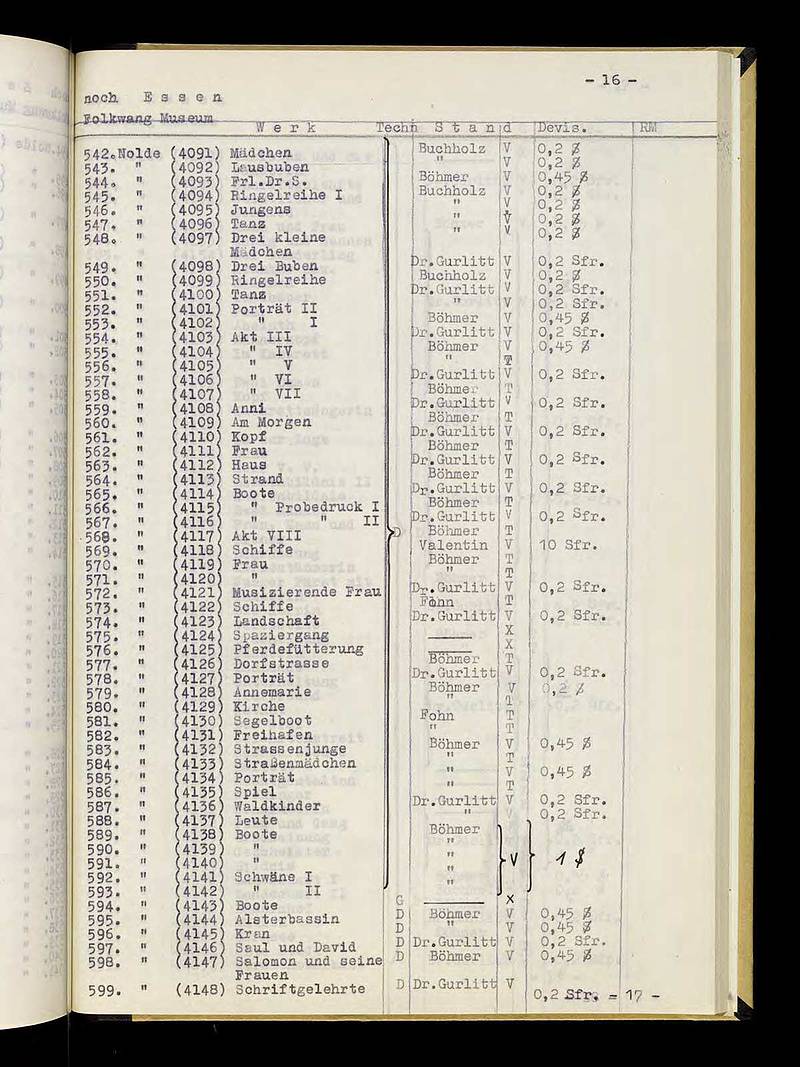 - 16 -
noch E s s e n
Folkwang Museum
W e r k Techn S t a n d Devis. RM
542. Nolde (4091) Mädchen Buchholz V 0,2 $
543. " (4092) Lausbuben " V 0,2 $
544. " (4093) Frl.Dr.S. Böhmer V 0,45 $
545. " (4094) Ringelreihe I Buchholz V 0,2 $
546. " (4095) Jungens " V 0,2 $
547. " (4096) Tanz " V 0,2 $
548. " (4097) Drei kleine " V 0,2 $
Mädchen
549. " (4098) Drei Buben Dr.Gurlitt V 0,2 Sfr.
550. " (4099) Ringelreihe Buchholz V 0,2 $
551. " (4100) Tanz Dr.Gurlitt V 0,2 Sfr.
552. " (4101) Porträt II " V 0,2 Sfr.
553. " (4102) " I Böhmer V 0,45 $
554. " (4103) Akt III Dr.Gurlitt V 0,2 Sfr.
555. " (4104) " IV Böhmer V 0,45 $
556. " (4105) " V " T
557. " (4106) " VI Dr.Gurlitt V 0,2 Sfr.
558. " (4107) " VII Böhmer T
559. " (4108) Anni Dr.Gurlitt V 0,2 Sfr.
560. " (4109) Am Morgen Böhmer T
561. " (4110) Kopf Dr.Gurlitt V 0,2 Sfr.
562. " (4111) Frau Böhmer T
563. " (4112) Haus Dr.Gurlitt V 0,2 Sfr.
564. " (4113) Strand Böhmer T
565. " (4114) Boote Dr.Gurlitt V 0,2 Sfr.
566. " (4115) " Probedruck I Böhmer T
567. " (4116) " " II Dr.Gurlitt V 0,2 Sfr.
568. " (4117) Akt VIII D Böhmer T
569. " (4118) Schiffe Valentin V 10 Sfr.
570. " (4119) Frau Böhmer T
571. " (4120) " " T
572. " (4121) Musizierende Frau Dr.Gurlitt V 0,2 Sfr.
573. " (4122) Schiffe T
574. " (4123) Landschaft Dr.Gurlitt V 0,2 Sfr.
575. " (4124) Spaziergang ——— X
576. " (4125) Pferdefütterung ——— X
577. " (4126) Dorfstrasse Böhmer T
578. " (4127) Porträt Dr.Gurlitt V 0,2 Sfr.
579. " (4128) Annemarie Böhmer V 0,2 $
580. " (4129) Kirche " T
581. " (4130) Segelboot Fohn T
582. " (4131) Freihafen " T
583. " (4132) Strassenjunge Böhmer V 0,45 $
584. " (4133) Straßenmädchen " T
585. " (4134) Porträt " V 0,45 $
586. " (4135) Spiel " T
587. " (4136) Waldkinder Dr.Gurlitt V 0,2 Sfr.
588. " (4137) Leute " V 0,2 Sfr.
589. " (4138) Boote Böhmer
590. " (4139) " "
591. " (4140) " " V 1 $
592. " (4141) Schwäne I "
593. " (4142) " II "
594. " (4143) Boote G ——— X
595. " (4144) Alsterbassin D Böhmer V 0,45 $
596. " (4145) Kran D " V 0,45 $
597. " (4146) Saul und David D Dr.Gurlitt V 0,2 Sfr.
598. " (4147) Salomon und seine D Böhmer V 0,45 $
Frauen
599. " (4148) Schriftgelehrte D Dr.Gurlitt V 0,2 Sfr. = 17 -